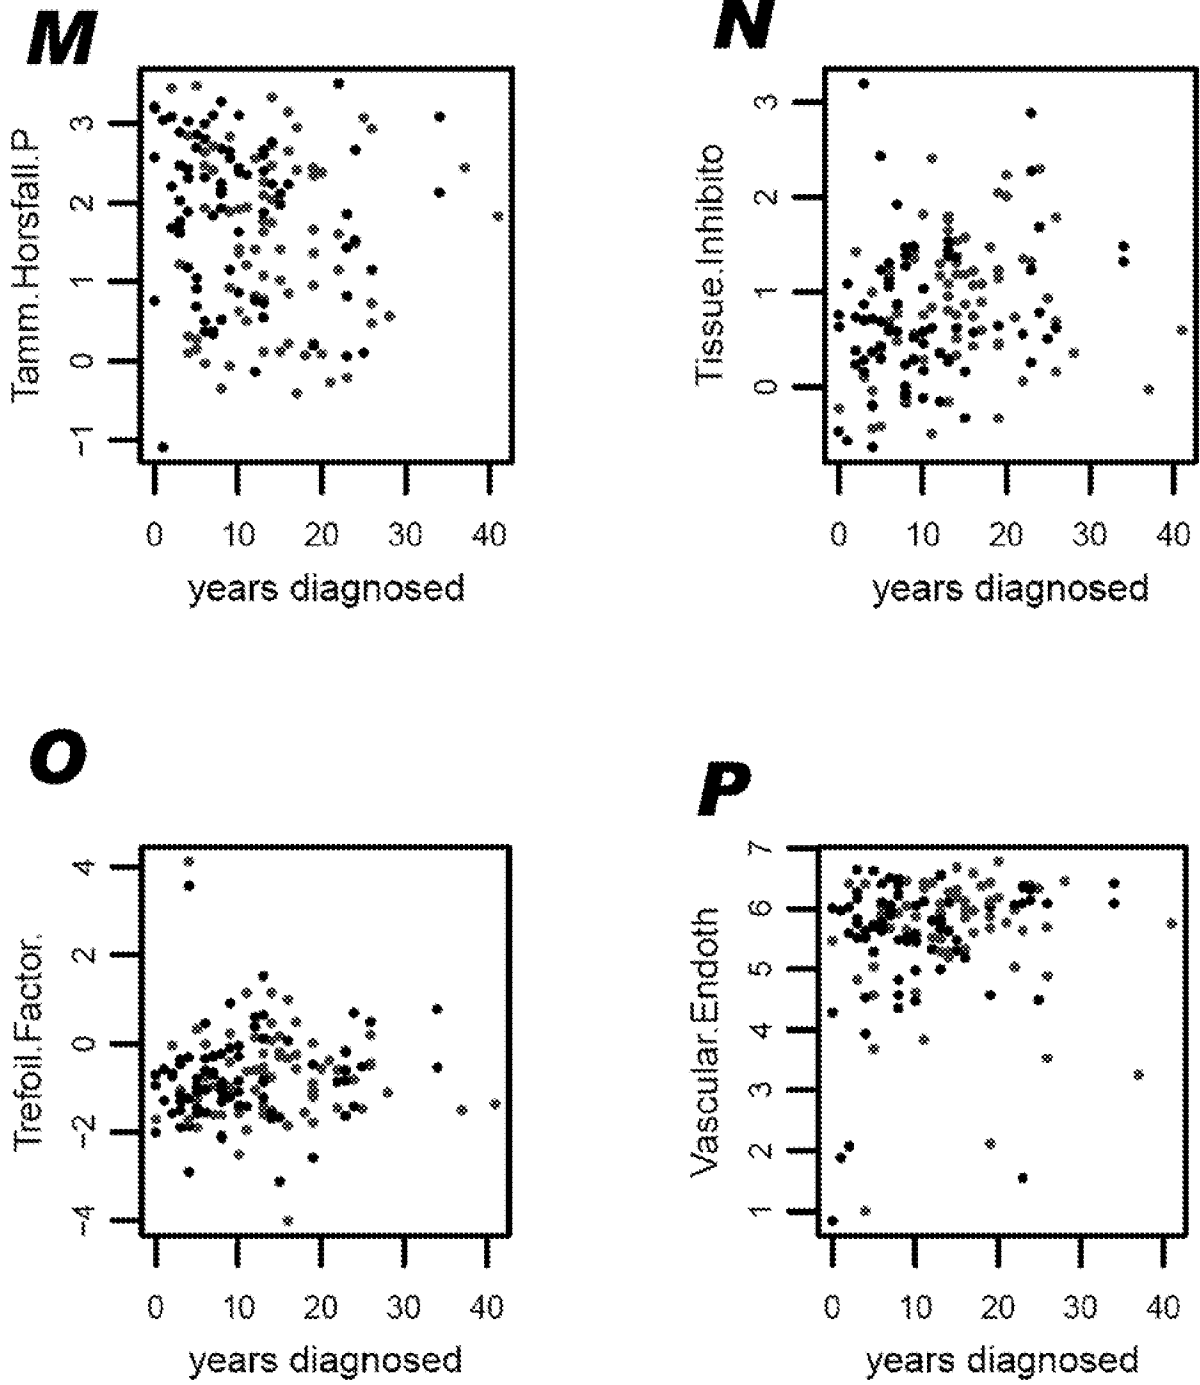 M
Tamm.Horsfall.P
3
2
1
0
−1
0 10 20 30 40
years diagnosed
N
Tissue.Inhibito
3
2
1
0
0 10 20 30 40
years diagnosed
O
Trefoil.Factor.
4
2
0
−2
−4
0 10 20 30 40
years diagnosed
P
Vascular.Endoth
7
6
5
4
3
2
1
0 10 20 30 40
years diagnosed